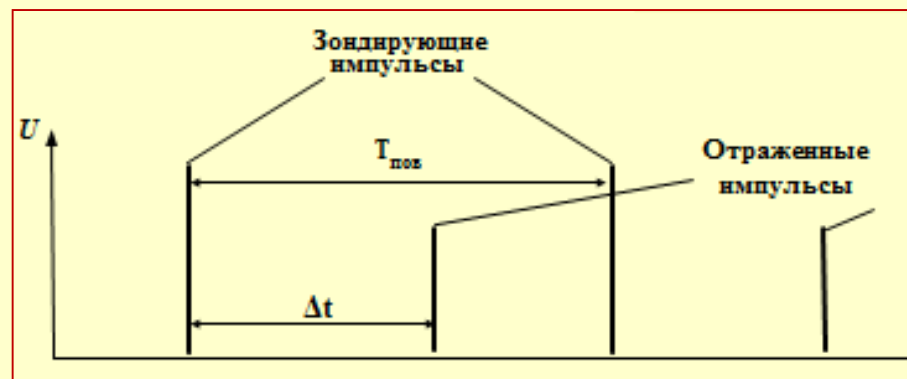 Зондирующие
импульсы
U
Tпов
Отраженные
импульсы
Δt